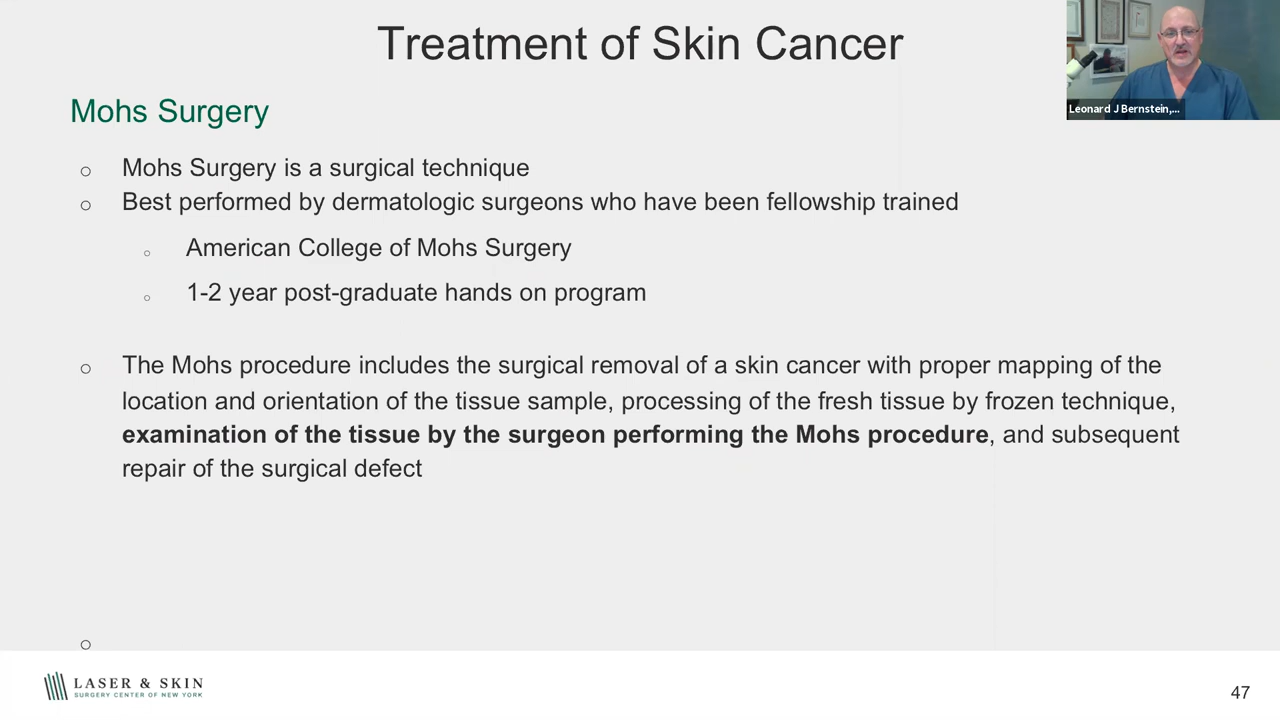 Treatment of Skin Cancer
Leonard J Bernstein,...
Mohs Surgery
Mohs Surgery is a surgical technique
Best performed by dermatologic surgeons who have been fellowship trained
American College of Mohs Surgery
1-2 year post-graduate hands on program
The Mohs procedure includes the surgical removal of a skin cancer with proper mapping of the
location and orientation of the tissue sample, processing of the fresh tissue by frozen technique,
examination of the tissue by the surgeon performing the Mohs procedure, and subsequent
repair of the surgical defect
LASER & SKIN
SURGERY CENTER OF NEW YORK
47